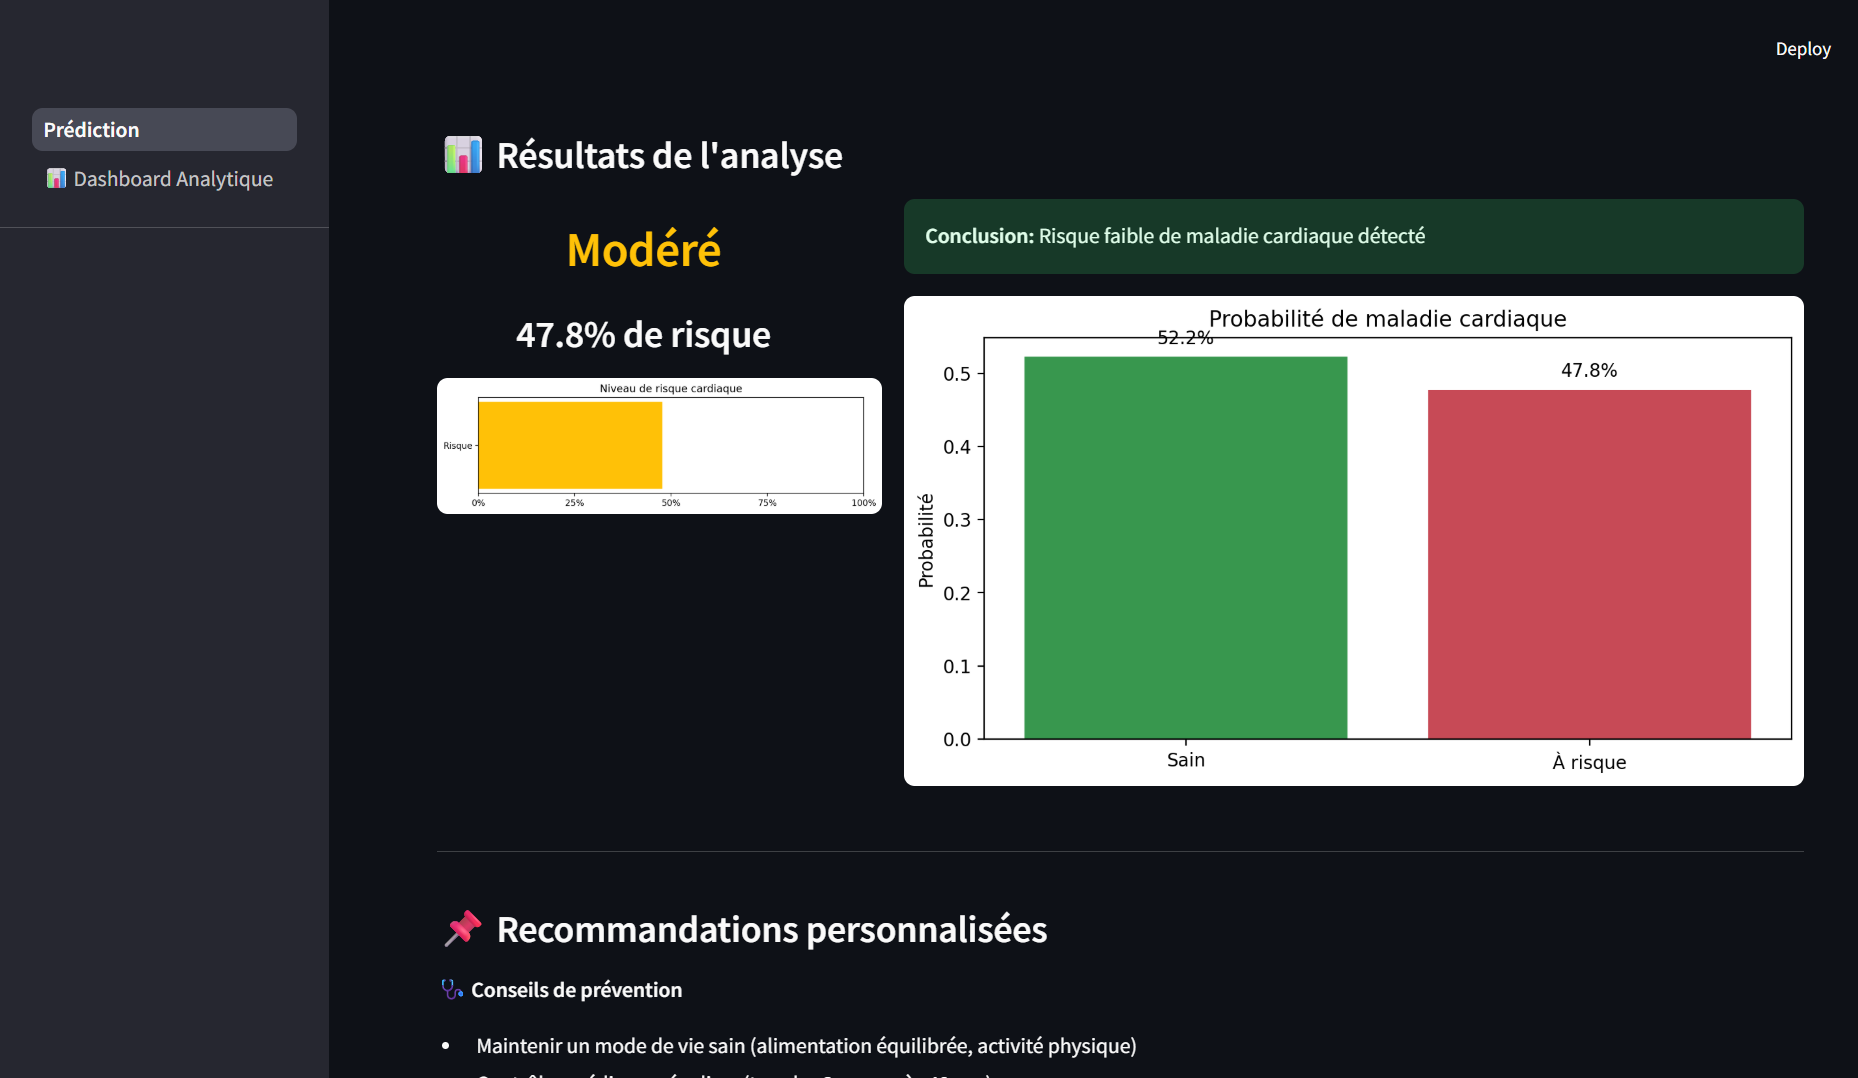 Deploy
Prédiction
Dashboard Analytique
Résultats de l'analyse
Modéré
47.8% de risque
Niveau de risque cardiaque
Risque
0% 25% 50% 75% 100%
Conclusion: Risque faible de maladie cardiaque détecté
Probabilité de maladie cardiaque
52.2%
47.8%
Probabilité
0.5
0.4
0.3
0.2
0.1
0.0
Sain
À risque
Recommandations personnalisées
Conseils de prévention
Maintenir un mode de vie sain (alimentation équilibrée, activité physique)